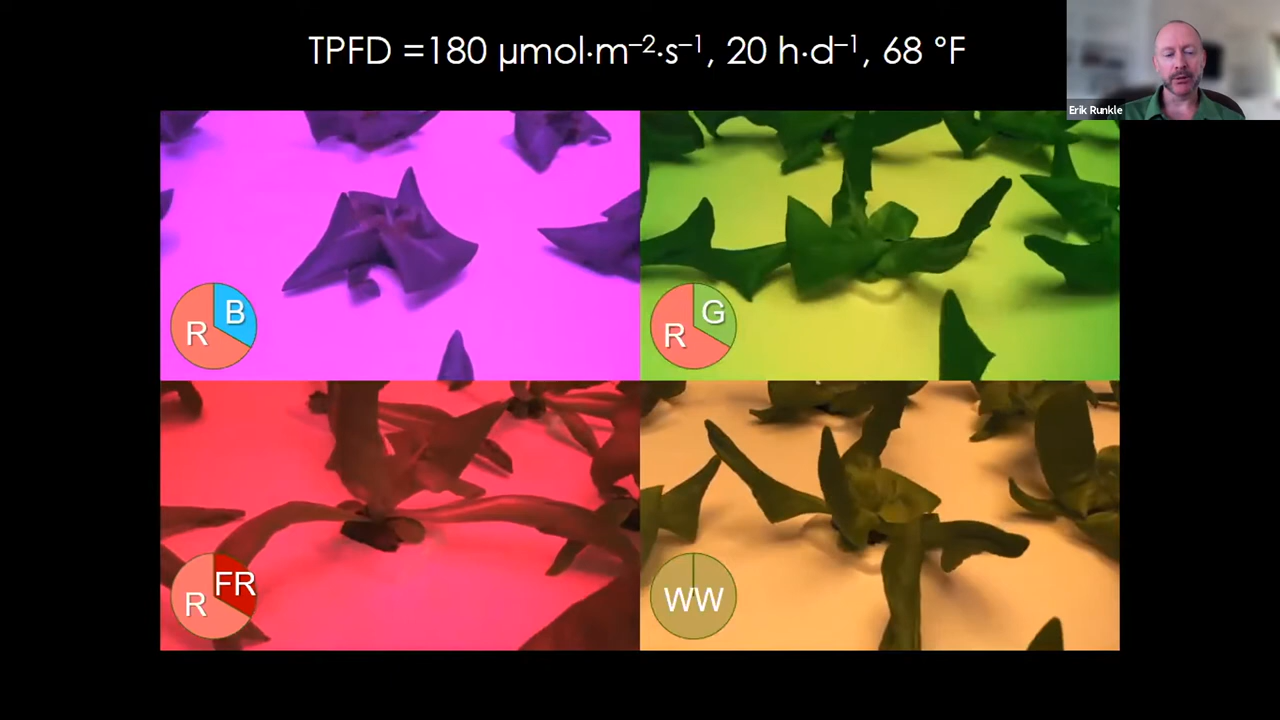 TPFD =180 µmol·m⁻²·s⁻¹, 20 h·d⁻¹, 68 °F
Erik Runkle
R B
R G
R FR
WW